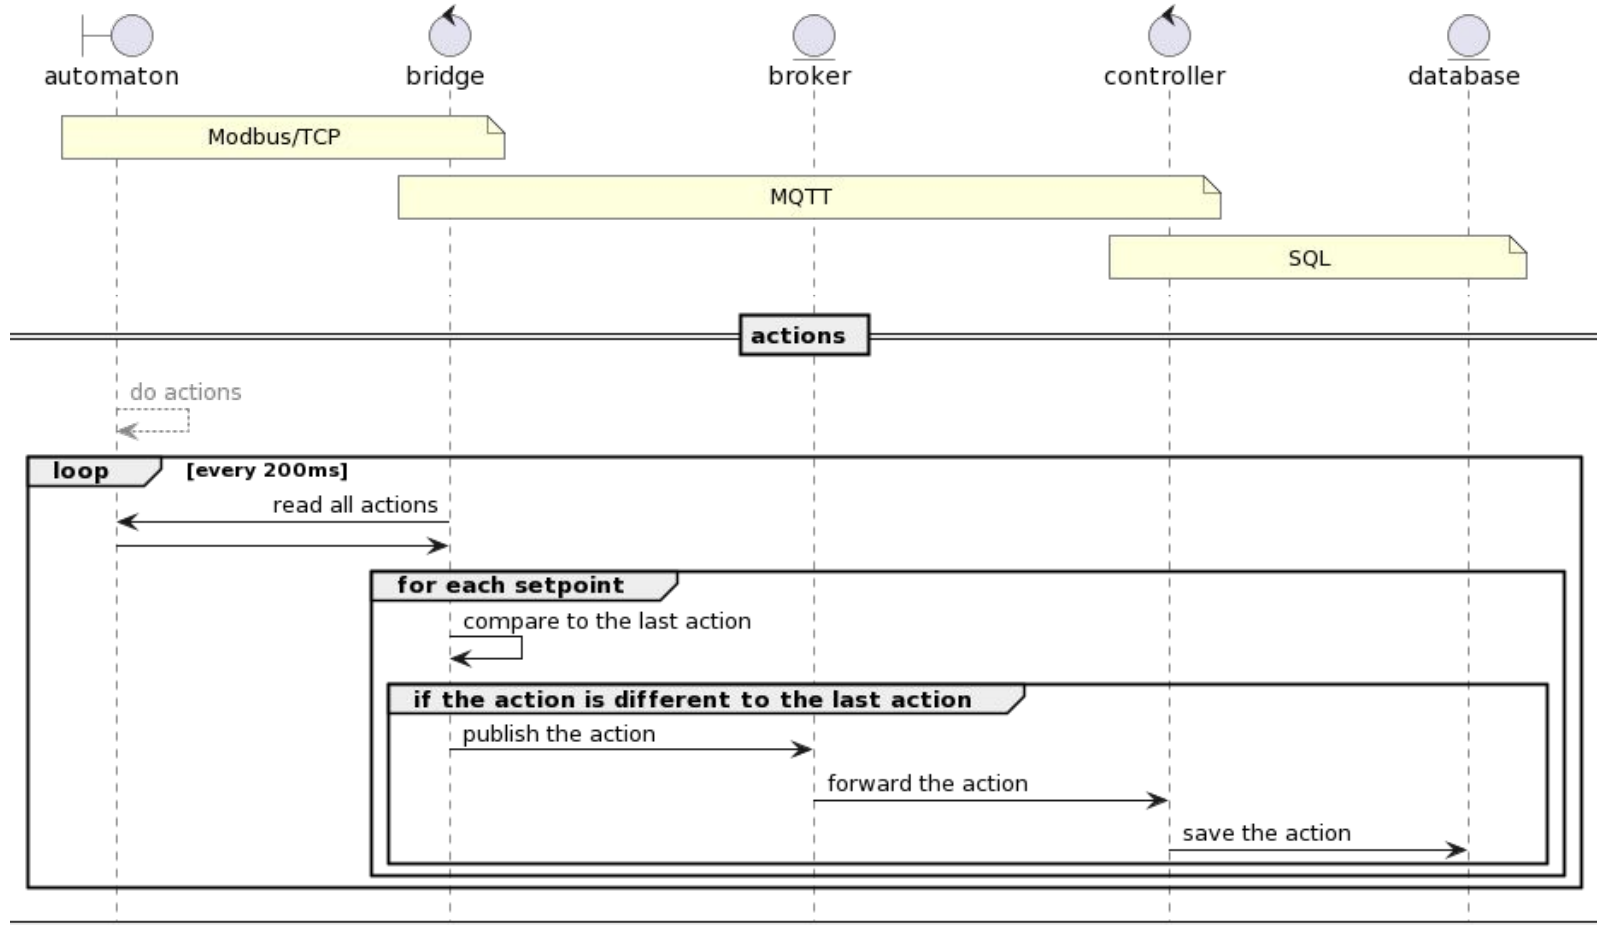 automaton bridge broker controller database
Modbus/TCP
MQTT
SQL
actions
do actions
loop [every 200ms]
read all actions
for each setpoint
compare to the last action
if the action is different to the last action
publish the action
forward the action
save the action